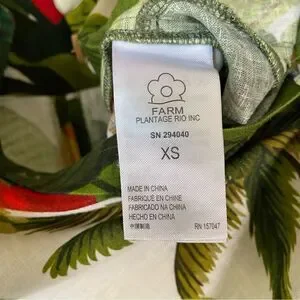 FARM
PLANTAGE RIO INC
SN 294040
XS
MADE IN CHINA
FABRIQUE EN CHINE
FABRICADO NA CHINA
HECHO EN CHINA
中国制造
RN 157047